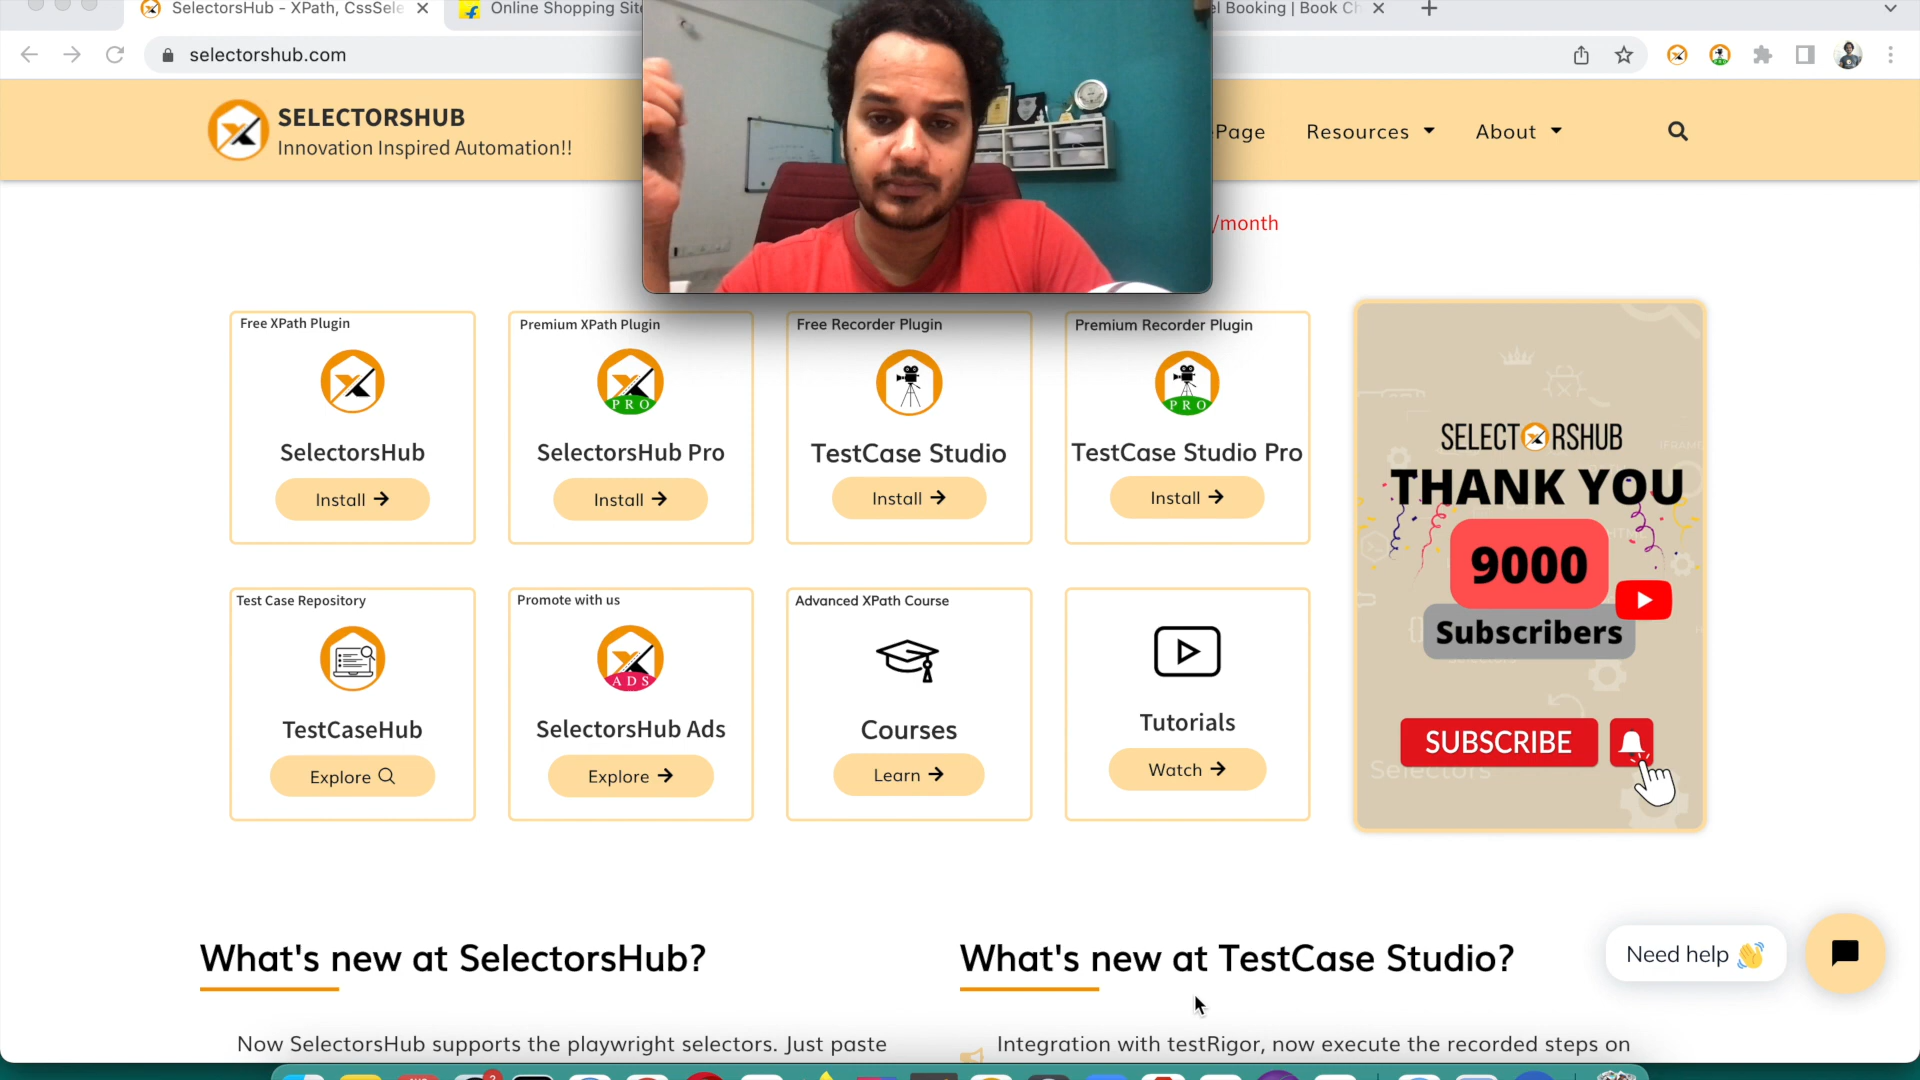 SelectorsHub - XPath, CssSele
Online Shopping Sit
el Booking | Book Ch
selectorshub.com
SELECTORSHUB
Innovation Inspired Automation!!
Page
Resources
About
/month
Free XPath Plugin
SelectorsHub
Install
Premium XPath Plugin
PRO
SelectorsHub Pro
Install
Free Recorder Plugin
TestCase Studio
Install
Premium Recorder Plugin
PRO
TestCase Studio Pro
Install
SELECTORSHUB
THANK YOU
9000
Subscribers
SUBSCRIBE
Selectors
Test Case Repository
TestCaseHub
Explore
Promote with us
ADS
SelectorsHub Ads
Explore
Advanced XPath Course
Courses
Learn
Tutorials
Watch
What's new at SelectorsHub?
Now SelectorsHub supports the playwright selectors. Just paste
What's new at TestCase Studio?
Integration with testRigor, now execute the recorded steps on
Need help 👋